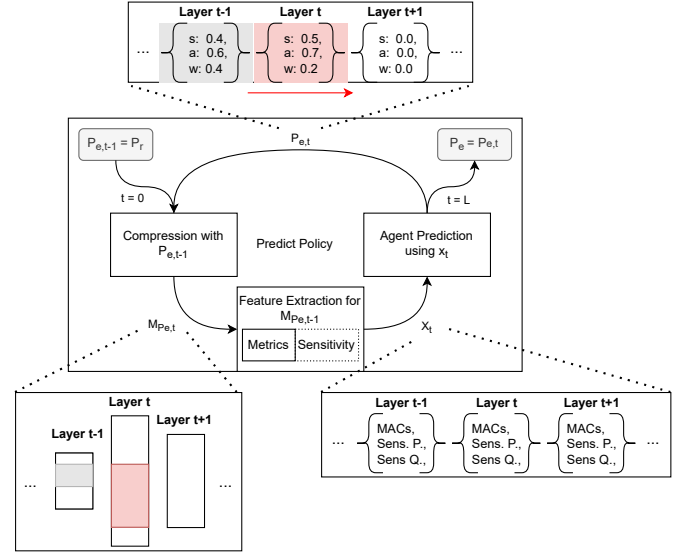 Layer t-1 Layer t Layer t+1
... s: 0.4, s: 0.5, s: 0.0, ...
a: 0.6, a: 0.7, a: 0.0,
w: 0.4 w: 0.2 w: 0.0
P_e,t-1 = P_r P_e,t P_e = P_e,t
t = 0 t = L
Compression with
P_e,t-1
Predict Policy
Agent Prediction
using x_t
Feature Extraction for
M_Pe,t-1
Metrics Sensitivity
M_Pe,t X_t
Layer t
Layer t-1 Layer t+1
... ...
Layer t-1 Layer t Layer t+1
MACs, MACs, MACs,
... Sens. P., Sens. P., Sens. P., ...
Sens Q., Sens Q., Sens Q.,